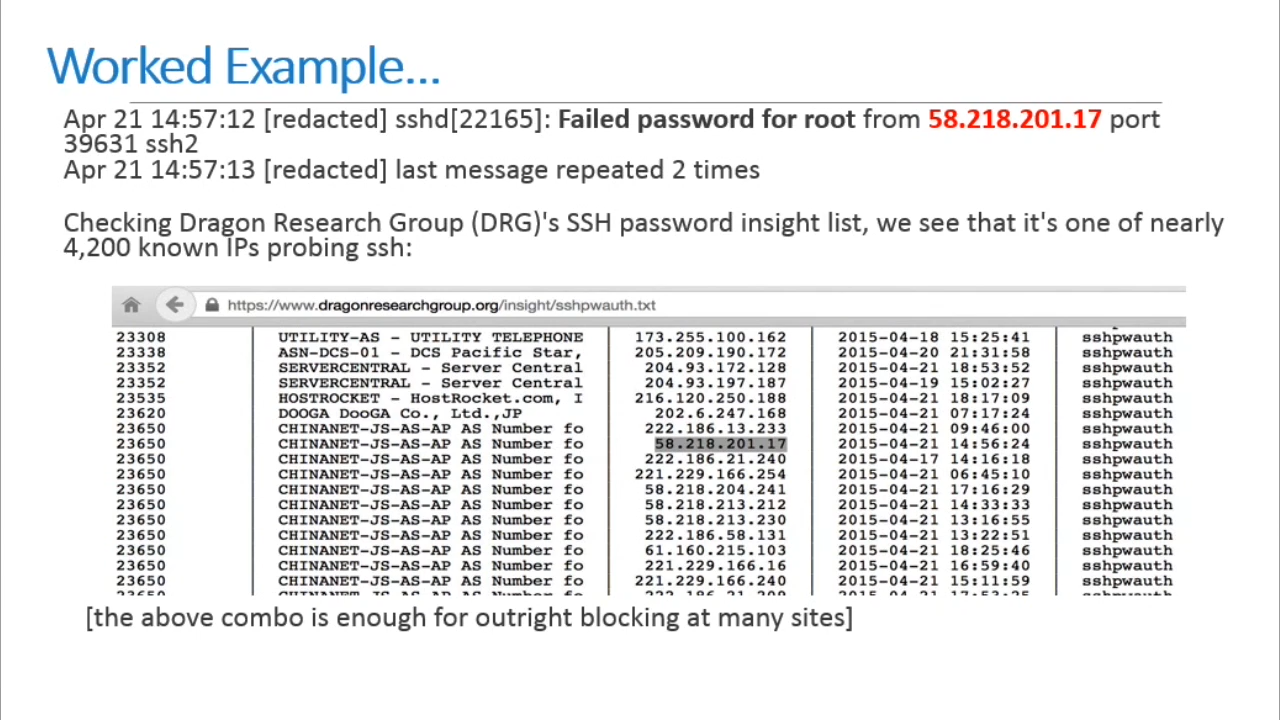 Worked Example...
Apr 21 14:57:12 [redacted] sshd[22165]: Failed password for root from 58.218.201.17 port
39631 ssh2
Apr 21 14:57:13 [redacted] last message repeated 2 times
Checking Dragon Research Group (DRG)'s SSH password insight list, we see that it's one of nearly
4,200 known IPs probing ssh:
https://www.dragonresearchgroup.org/insight/sshpwauth.txt
23308 | UTILITY-AS - UTILITY TELEPHONE | 173.255.100.162 | 2015-04-18 15:25:41 | sshpwauth
23338 | ASN-DCS-01 - DCS Pacific Star, | 205.209.190.172 | 2015-04-20 21:31:58 | sshpwauth
23352 | SERVERCENTRAL - Server Central | 204.93.172.128 | 2015-04-21 18:53:52 | sshpwauth
23352 | SERVERCENTRAL - Server Central | 204.93.197.187 | 2015-04-19 15:02:27 | sshpwauth
23535 | HOSTROCKET - HostRocket.com, I | 216.120.250.188 | 2015-04-21 18:17:09 | sshpwauth
23620 | DOOGA DooGA Co., Ltd.,JP | 202.6.247.168 | 2015-04-21 07:17:24 | sshpwauth
23650 | CHINANET-JS-AS-AP AS Number fo | 222.186.13.233 | 2015-04-21 09:46:00 | sshpwauth
23650 | CHINANET-JS-AS-AP AS Number fo | 58.218.201.17 | 2015-04-21 14:56:24 | sshpwauth
23650 | CHINANET-JS-AS-AP AS Number fo | 222.186.21.240 | 2015-04-17 14:16:18 | sshpwauth
23650 | CHINANET-JS-AS-AP AS Number fo | 221.229.166.254 | 2015-04-21 06:45:10 | sshpwauth
23650 | CHINANET-JS-AS-AP AS Number fo | 58.218.204.241 | 2015-04-21 17:16:29 | sshpwauth
23650 | CHINANET-JS-AS-AP AS Number fo | 58.218.213.212 | 2015-04-21 14:33:33 | sshpwauth
23650 | CHINANET-JS-AS-AP AS Number fo | 58.218.213.230 | 2015-04-21 13:16:55 | sshpwauth
23650 | CHINANET-JS-AS-AP AS Number fo | 222.186.58.131 | 2015-04-21 13:22:51 | sshpwauth
23650 | CHINANET-JS-AS-AP AS Number fo | 61.160.215.103 | 2015-04-21 18:25:46 | sshpwauth
23650 | CHINANET-JS-AS-AP AS Number fo | 221.229.166.16 | 2015-04-21 16:59:40 | sshpwauth
23650 | CHINANET-JS-AS-AP AS Number fo | 221.229.166.240 | 2015-04-21 15:11:59 | sshpwauth
[the above combo is enough for outright blocking at many sites]